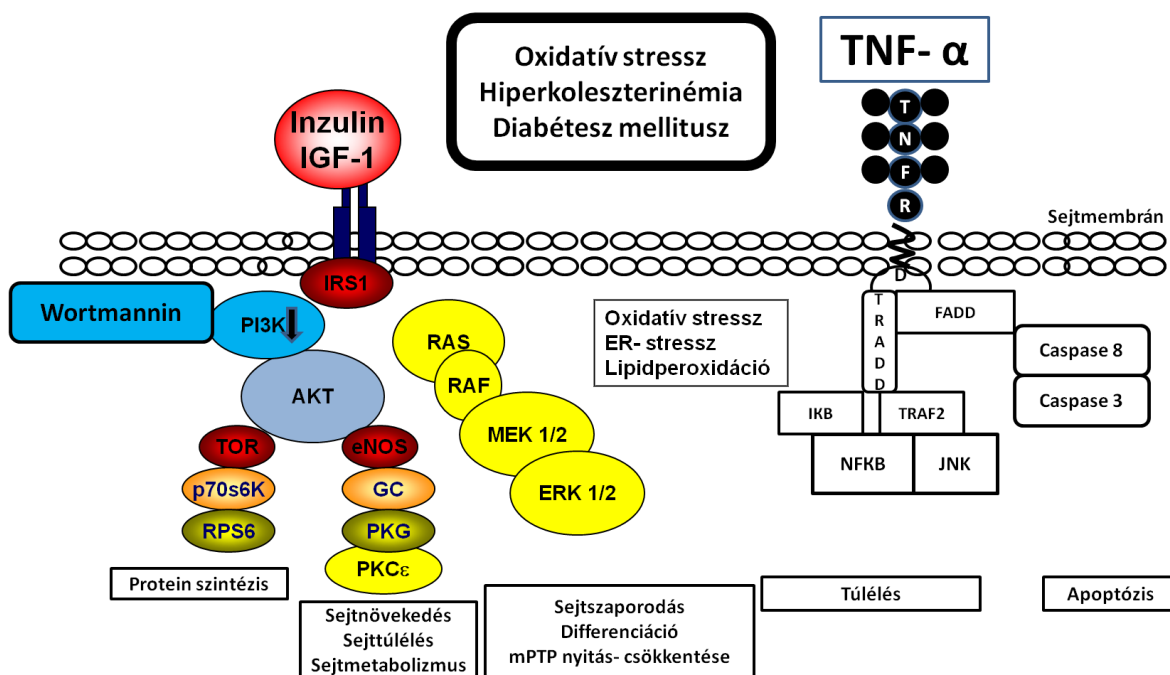 Oxidatív stressz
Hiperkoleszterinémia
Diabétesz mellitusz
TNF- α
T
N
F
R
Inzulin
IGF-1
Sejtmembrán
IRS1
Wortmannin
PI3K
AKT
TOR
eNOS
p70s6K
GC
RPS6
PKG
PKCε
RAS
RAF
MEK 1/2
ERK 1/2
Oxidatív stressz
ER- stressz
Lipidperoxidáció
D
T
R
A
D
D
FADD
Caspase 8
Caspase 3
IKB
TRAF2
NFKB
JNK
Protein szintézis
Sejtnövekedés
Sejttúlélés
Sejtmetabolizmus
Sejtszaporodás
Differenciáció
mPTP nyitás- csökkentése
Túlélés
Apoptózis